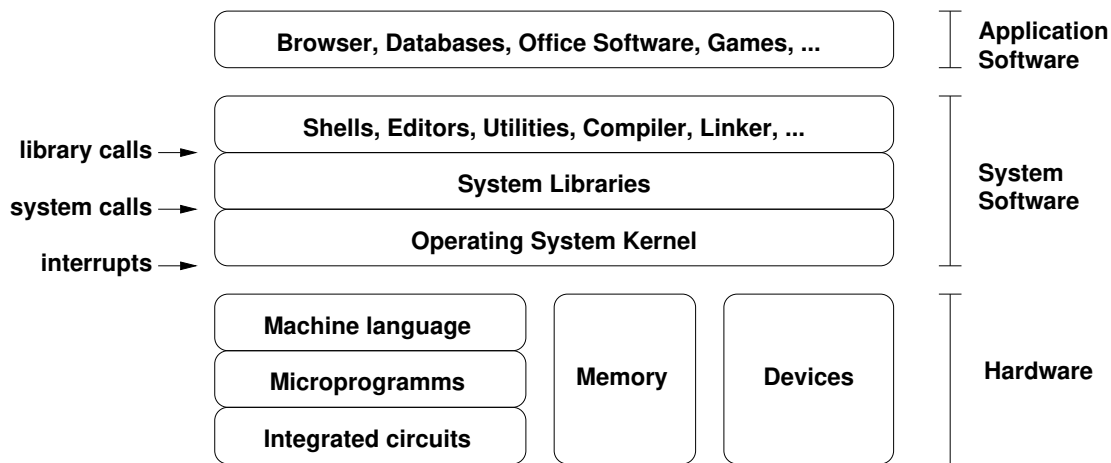 Browser, Databases, Office Software, Games, ...
Application
Software
Shells, Editors, Utilities, Compiler, Linker, ...
library calls
System Libraries
System
Software
system calls
Operating System Kernel
interrupts
Machine language
Microprogramms
Memory
Devices
Hardware
Integrated circuits